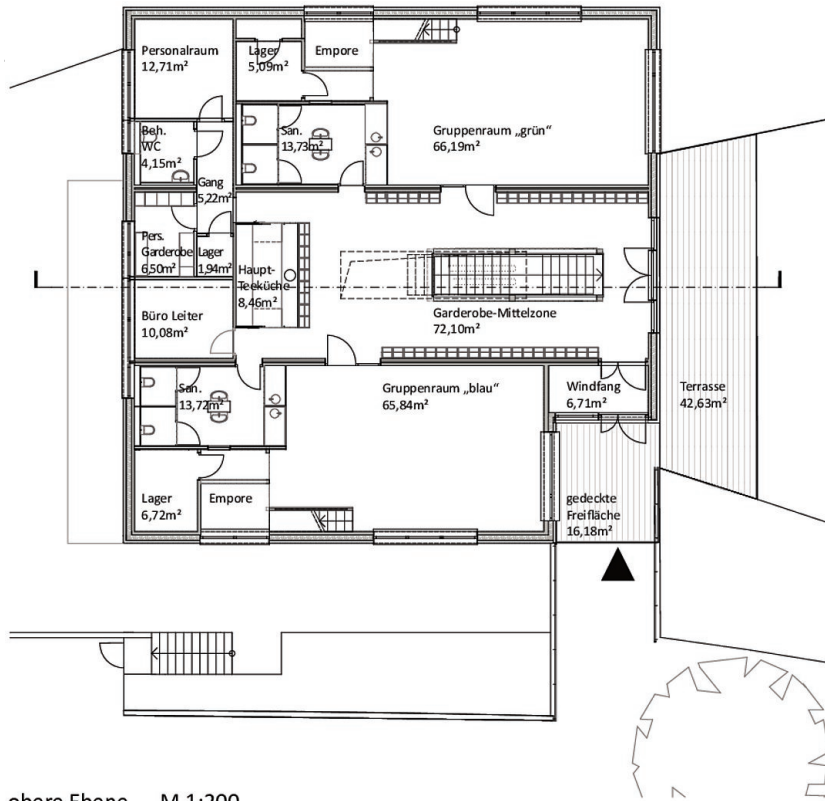 Personalraum
12,71m²
Lager
5,09m²
Empore
Beh.
WC
4,15m²
San.
13,73m²
Gruppenraum „grün“
66,19m²
Gang
5,22m²
Pers.
Garderobe
6,50m²
Lager
1,94m²
Haupt-
Teeküche
8,46m²
Büro Leiter
10,08m²
Garderobe-Mittelzone
72,10m²
San.
13,72m²
Gruppenraum „blau“
65,84m²
Windfang
6,71m²
Terrasse
42,63m²
Lager
6,72m²
Empore
gedeckte
Freifläche
16,18m²
obere Ebene M 1:200